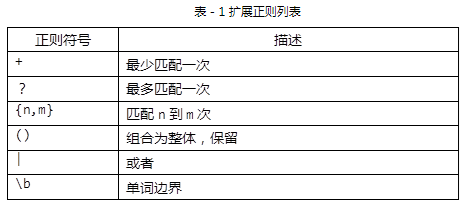 表 - 1 扩展正则列表
正则符号 描述
+ 最少匹配一次
? 最多匹配一次
{n,m} 匹配 n 到 m 次
() 组合为整体，保留
| 或者
\b 单词边界